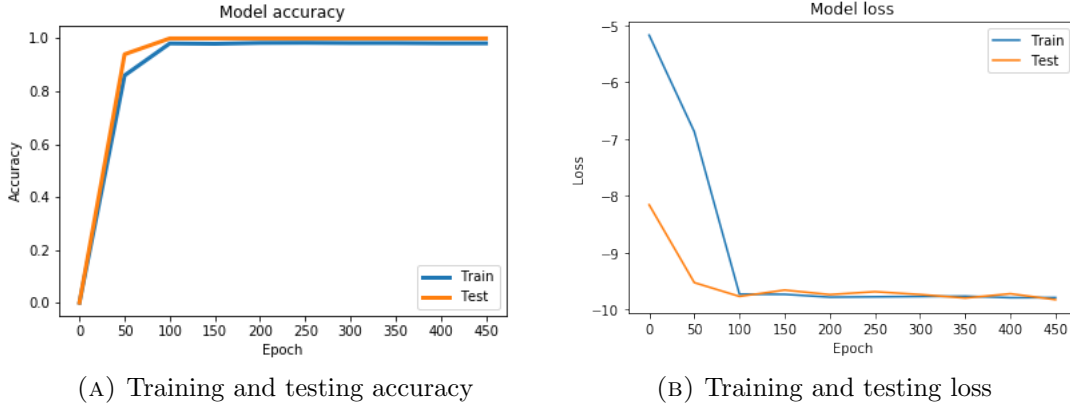 Model accuracy
1.0
0.8
0.6
0.4
0.2
0.0
Accuracy
0 50 100 150 200 250 300 350 400 450
Epoch
Train
Test
(A) Training and testing accuracy
Model loss
−5
−6
−7
−8
−9
−10
Loss
0 50 100 150 200 250 300 350 400 450
Epoch
Train
Test
(B) Training and testing loss